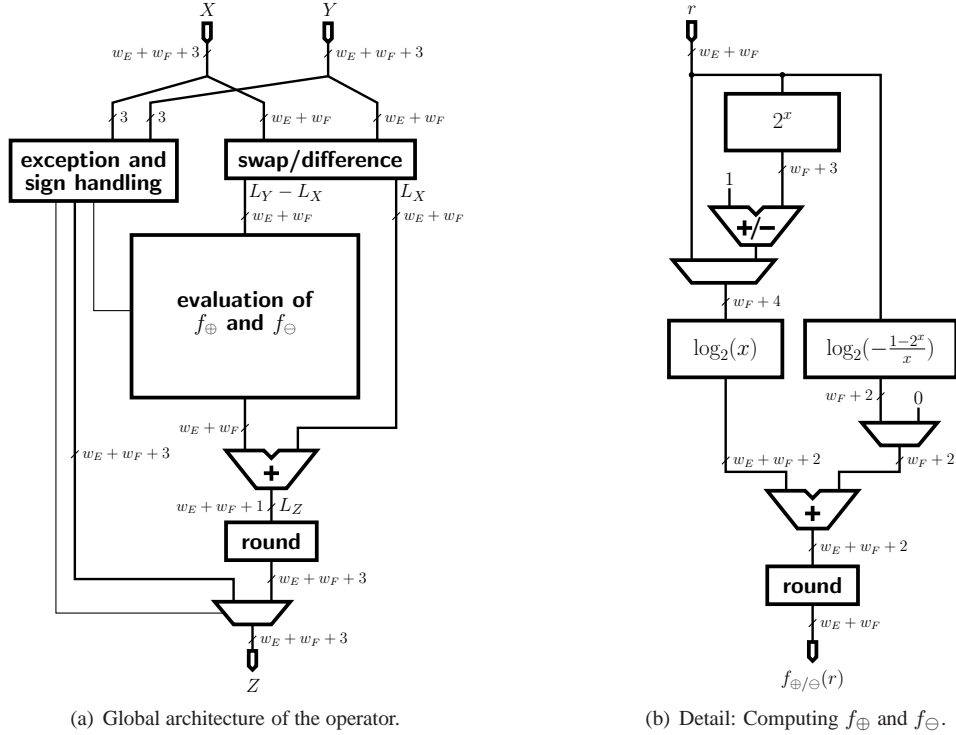 X
Y
w_E + w_F + 3
w_E + w_F + 3
3
3
w_E + w_F
w_E + w_F
exception and
sign handling
swap/difference
L_Y − L_X
L_X
w_E + w_F
w_E + w_F
evaluation of
f_⊕ and f_⊖
w_E + w_F
w_E + w_F + 3
+
w_E + w_F + 1
L_Z
round
w_E + w_F + 3
w_E + w_F + 3
Z
(a) Global architecture of the operator.
r
w_E + w_F
2^x
w_F + 3
1
+/−
w_F + 4
log_2(x)
log_2(−\frac{1−2^x}{x})
w_F + 2
0
w_E + w_F + 2
w_F + 2
+
w_E + w_F + 2
round
w_E + w_F
f_{⊕/⊖}(r)
(b) Detail: Computing f_⊕ and f_⊖.